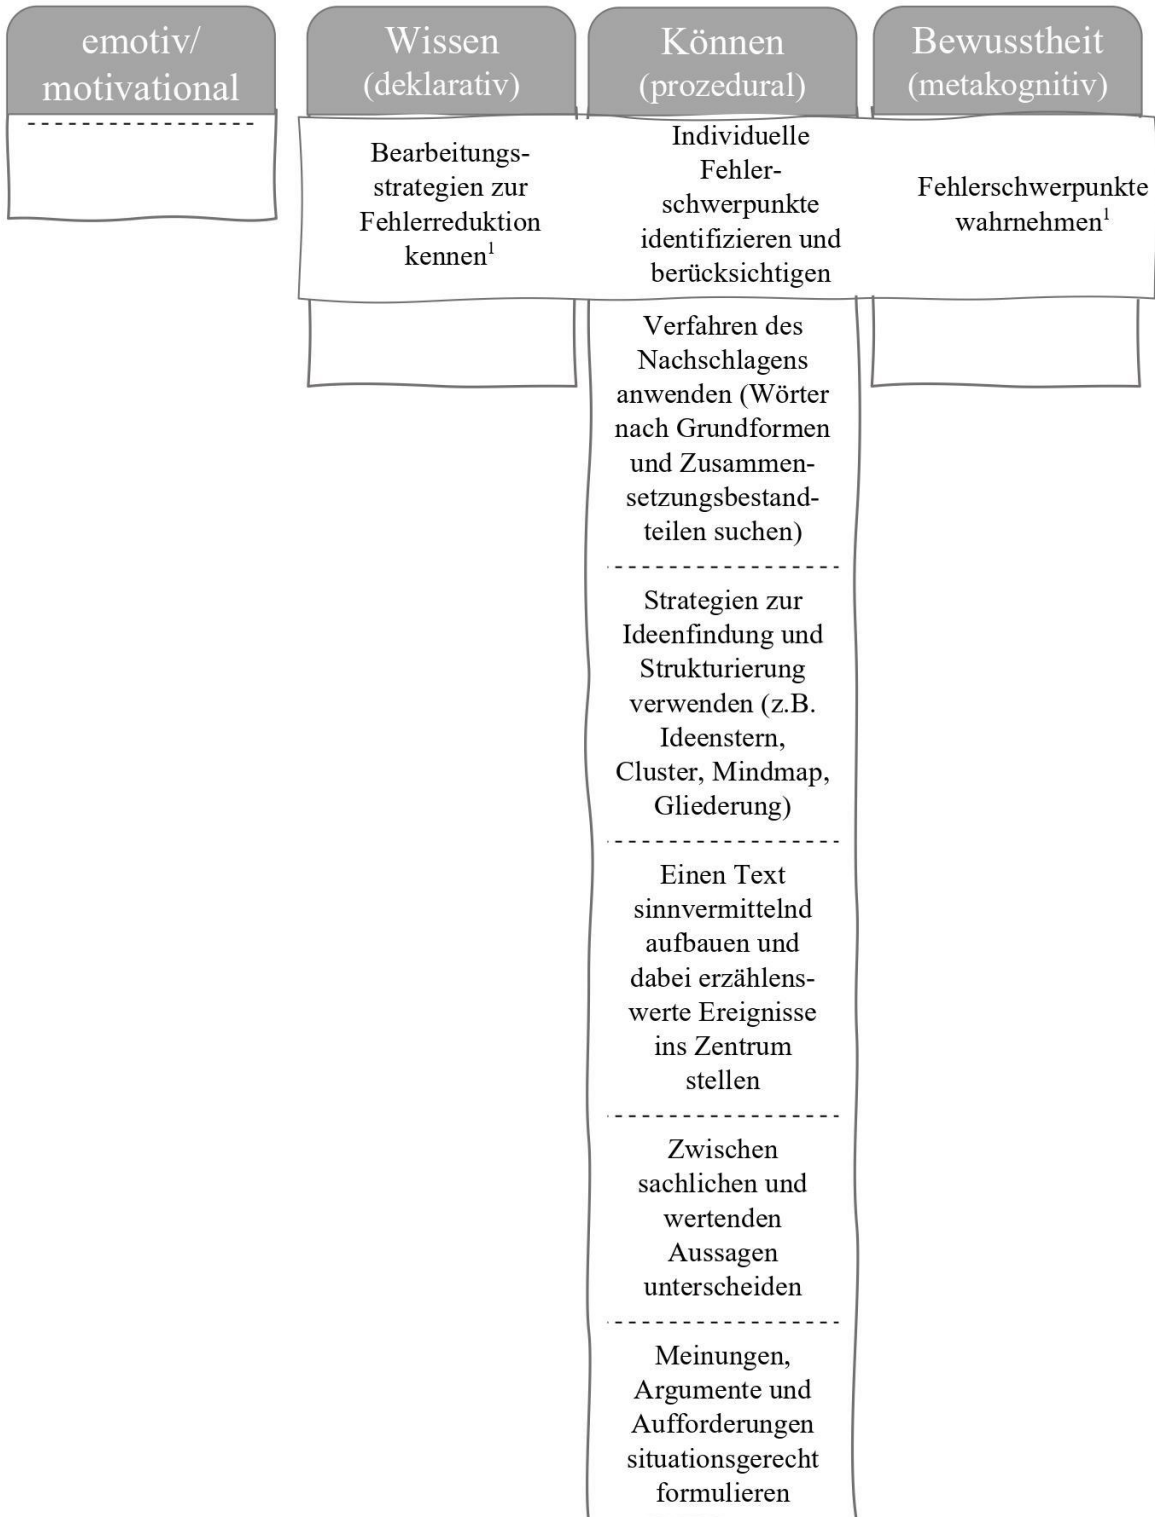 emotiv/
motivational
Wissen
(deklarativ)
Können
(prozedural)
Bewusstheit
(metakognitiv)
Bearbeitungs-
strategien zur
Fehlerreduktion
kennen¹
Individuelle
Fehler-
schwerpunkte
identifizieren und
berücksichtigen
Fehlerschwerpunkte
wahrnehmen¹
Verfahren des
Nachschlagens
anwenden (Wörter
nach Grundformen
und Zusammen-
setzungsbestand-
teilen suchen)
Strategien zur
Ideenfindung und
Strukturierung
verwenden (z.B.
Ideenstern,
Cluster, Mindmap,
Gliederung)
Einen Text
sinnvermittelnd
aufbauen und
dabei erzählens-
werte Ereignisse
ins Zentrum
stellen
Zwischen
sachlichen und
wertenden
Aussagen
unterscheiden
Meinungen,
Argumente und
Aufforderungen
situationsgerecht
formulieren